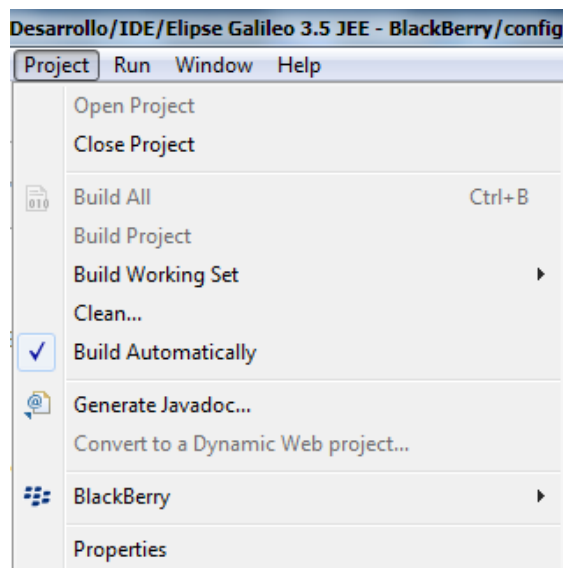 Desarrollo/IDE/Elipse Galileo 3.5 JEE - BlackBerry/config
Project Run Window Help
Open Project
Close Project
Build All Ctrl+B
Build Project
Build Working Set
Clean...
Build Automatically
Generate Javadoc...
Convert to a Dynamic Web project...
BlackBerry
Properties